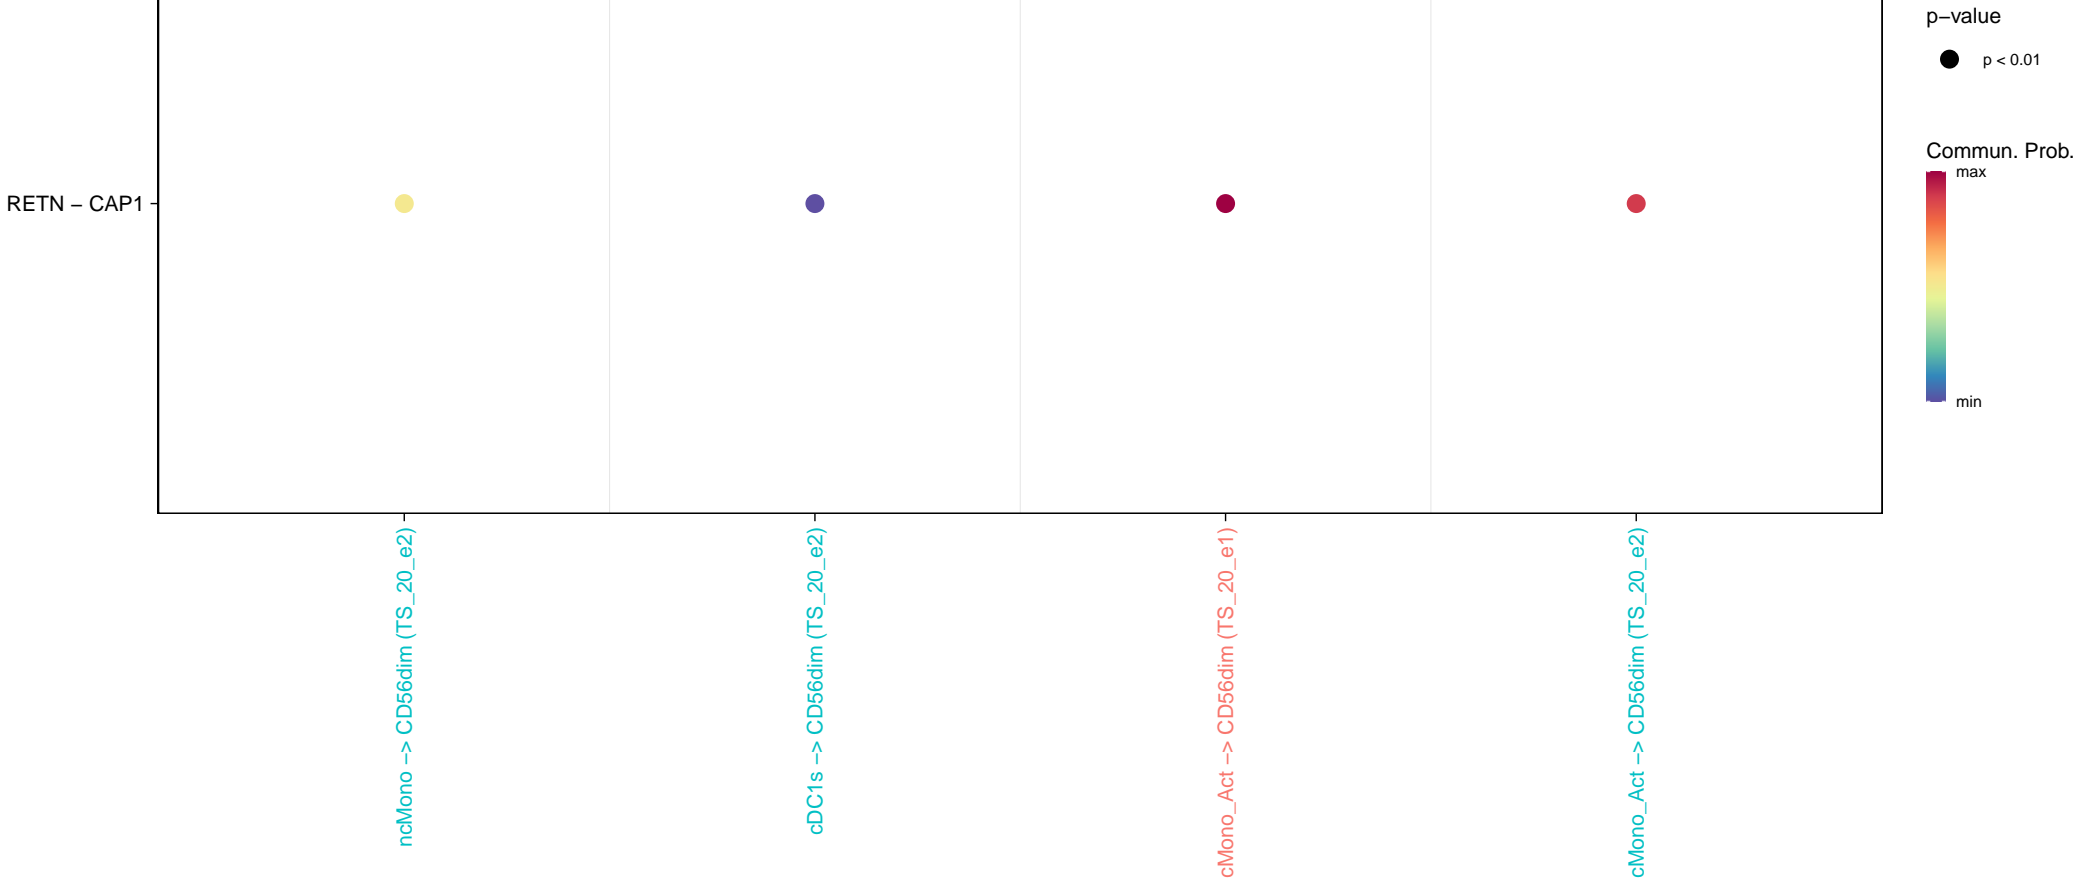 p−value
p < 0.01
Commun. Prob.
max
min
RETN − CAP1
ncMono −> CD56dim (TS_20_e2)
cDC1s −> CD56dim (TS_20_e2)
cMono_Act −> CD56dim (TS_20_e1)
cMono_Act −> CD56dim (TS_20_e2)